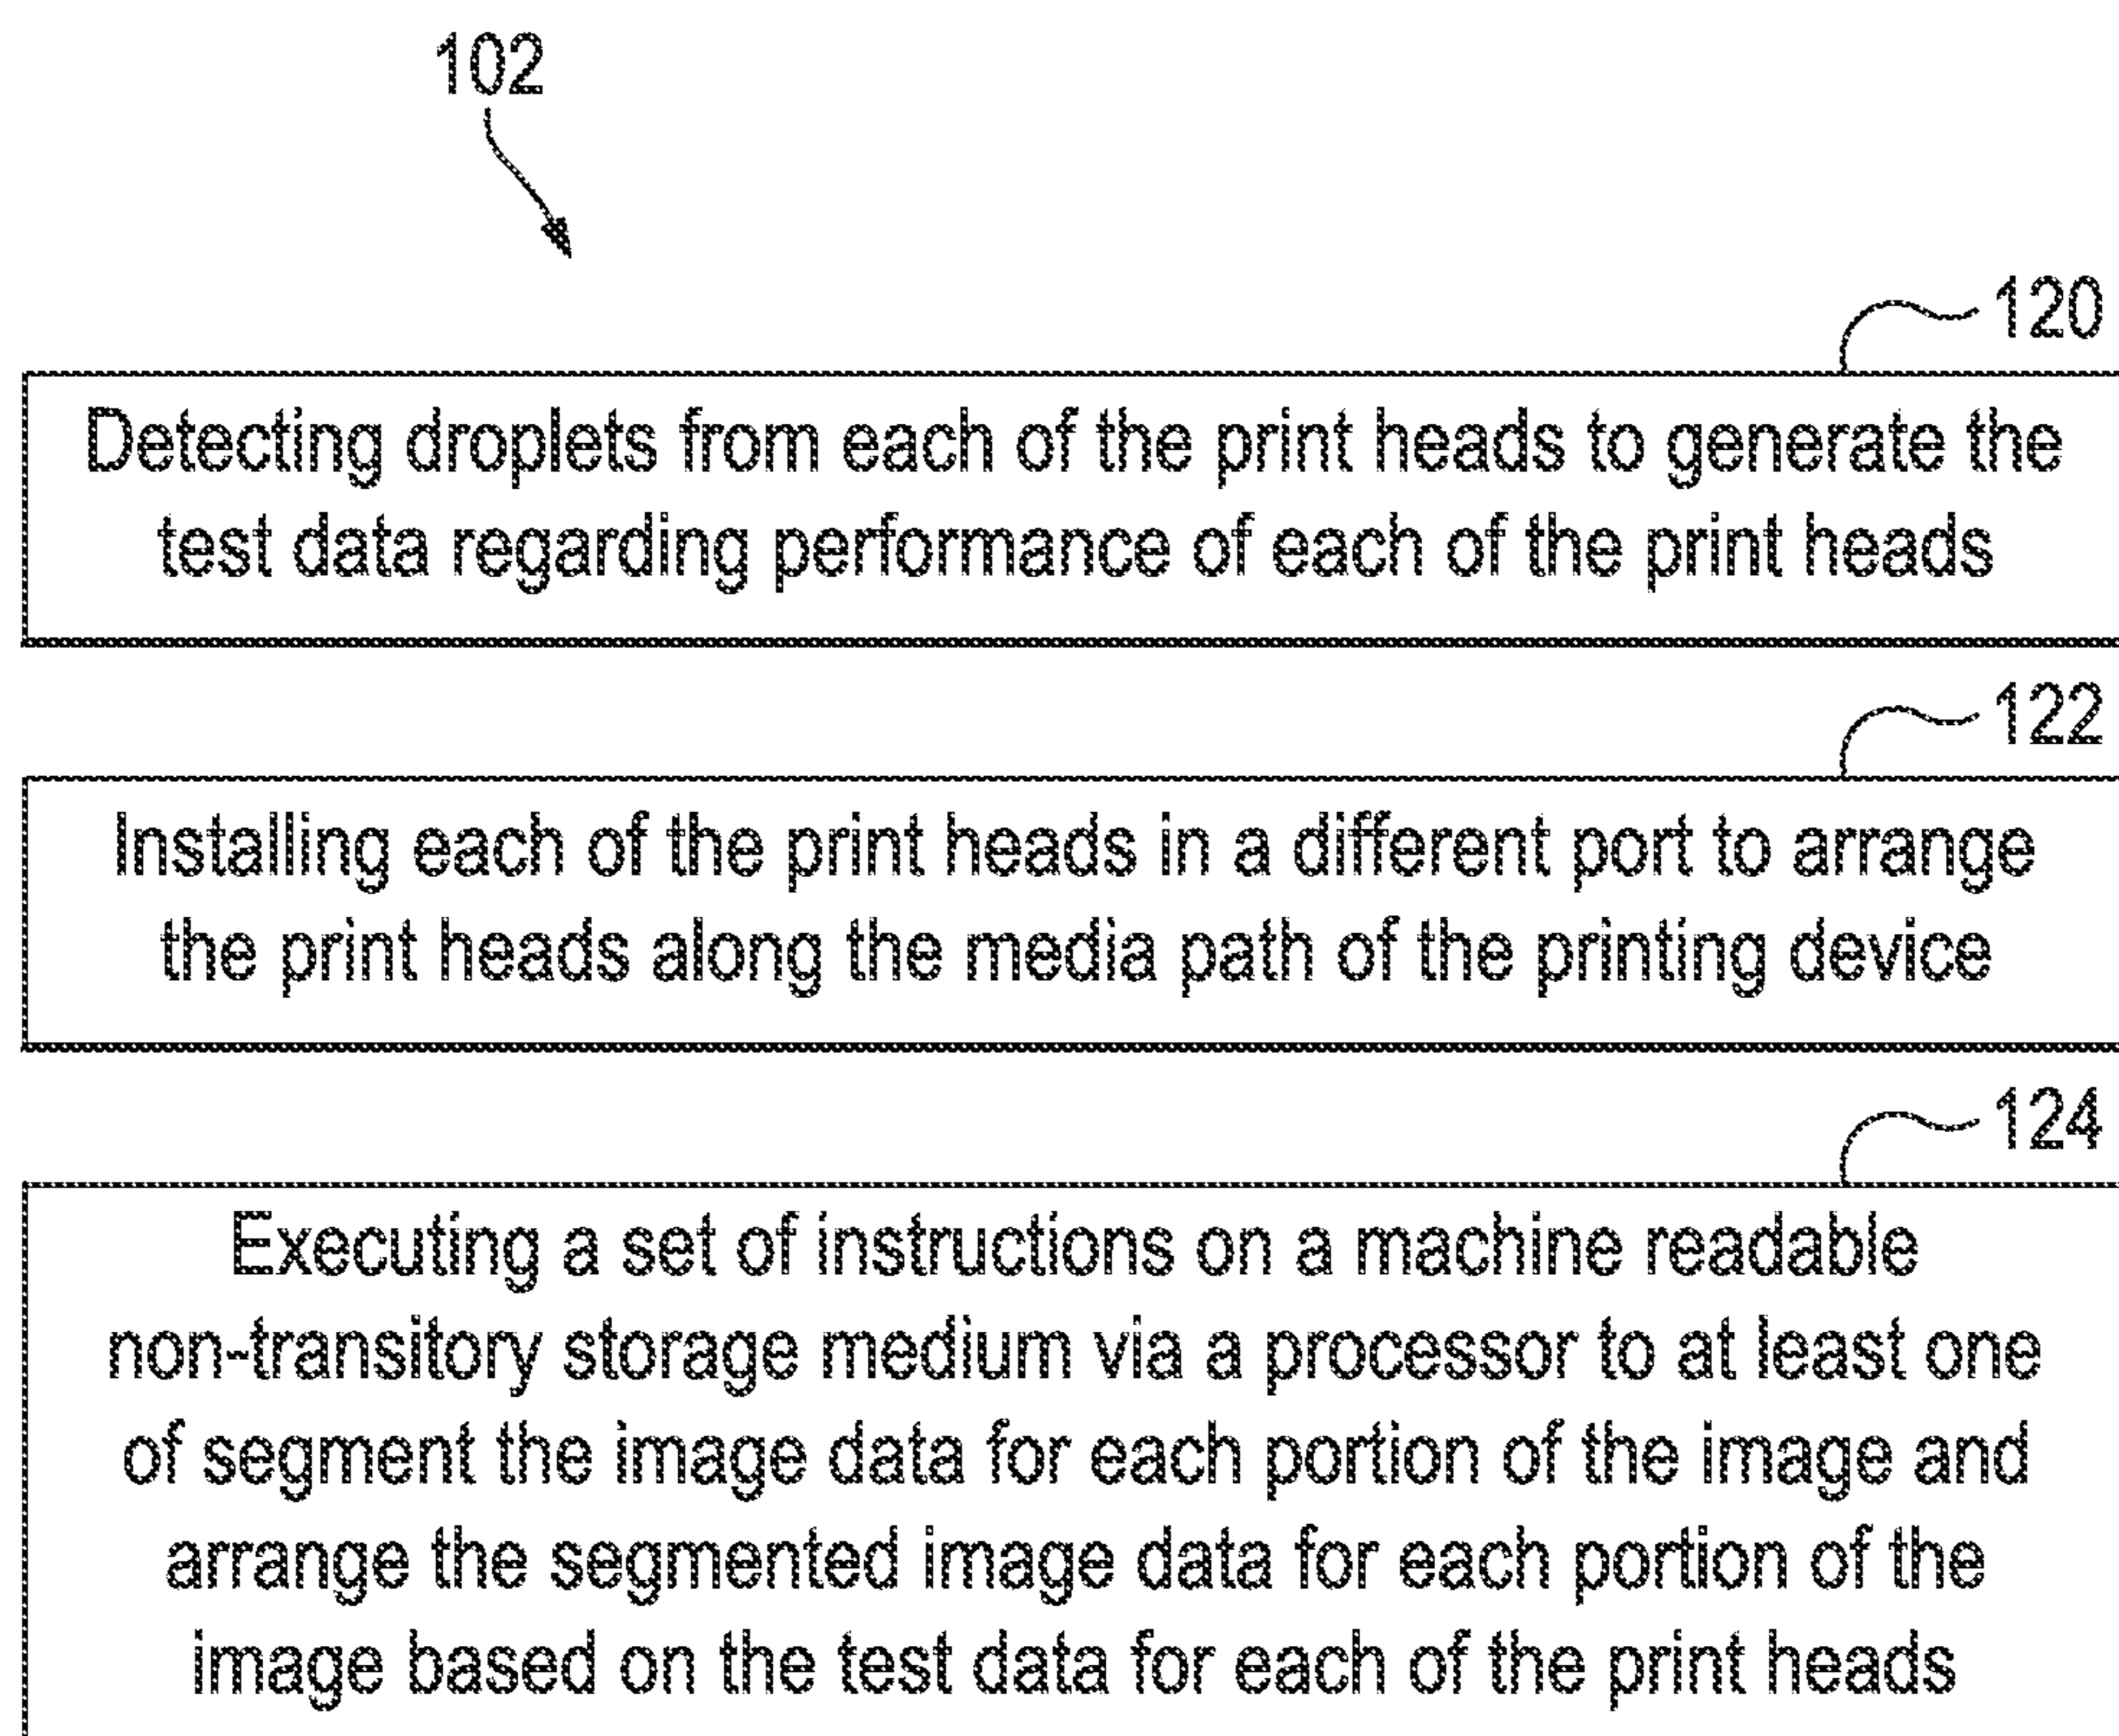 102
120
Detecting droplets from each of the print heads to generate the
test data regarding performance of each of the print heads
122
Installing each of the print heads in a different port to arrange
the print heads along the media path of the printing device
124
Executing a set of instructions on a machine readable
non-transitory storage medium via a processor to at least one
of segment the image data for each portion of the image and
arrange the segmented image data for each portion of the
image based on the test data for each of the print heads